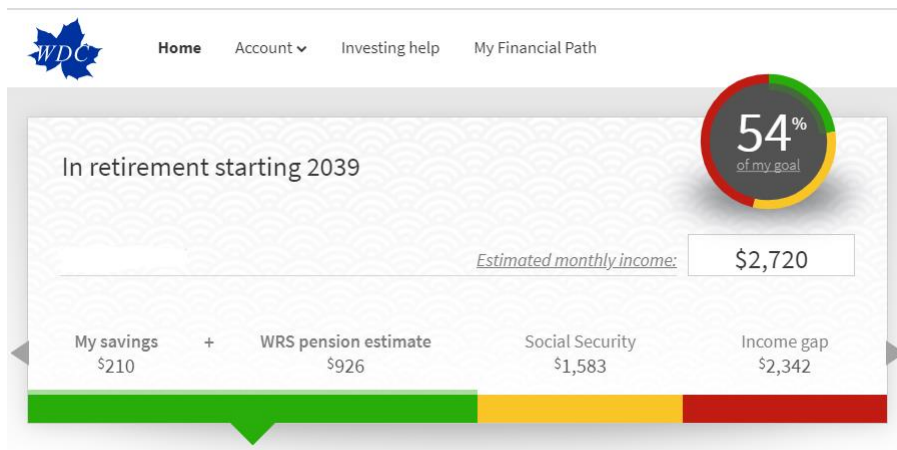 WDC
Home Account Investing help My Financial Path
54%
of my goal
In retirement starting 2039
Estimated monthly income: $2,720
My savings + WRS pension estimate Social Security Income gap
$210 $926 $1,583 $2,342